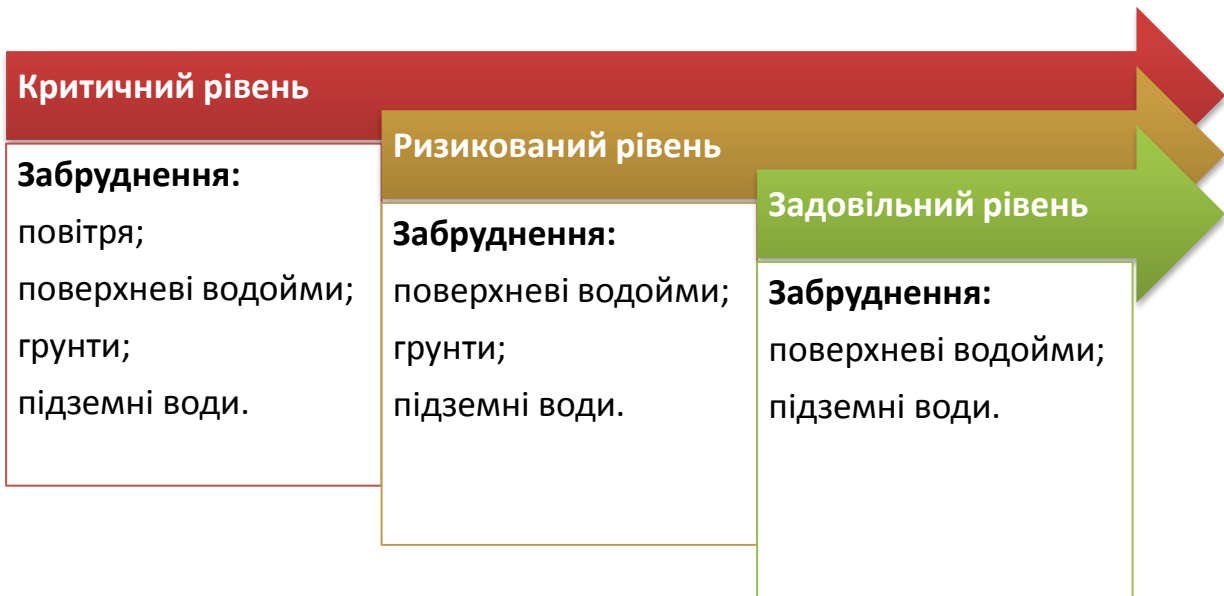 Критичний рівень
Забруднення:
повітря;
поверхневі водойми;
грунти;
підземні води.
Ризикований рівень
Забруднення:
поверхневі водойми;
грунти;
підземні води.
Задовільний рівень
Забруднення:
поверхневі водойми;
підземні води.